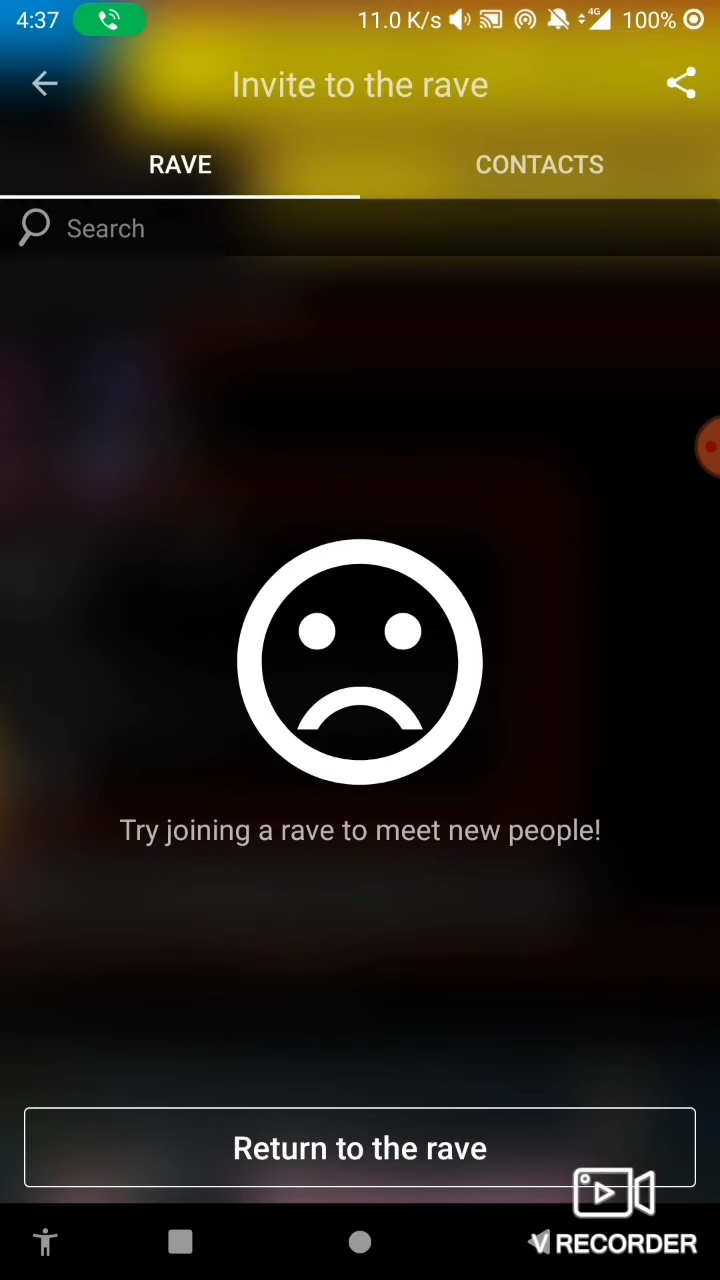 4:37 11.0 K/s 4G 100%
Invite to the rave
RAVE CONTACTS
Search
Try joining a rave to meet new people!
Return to the rave
V RECORDER